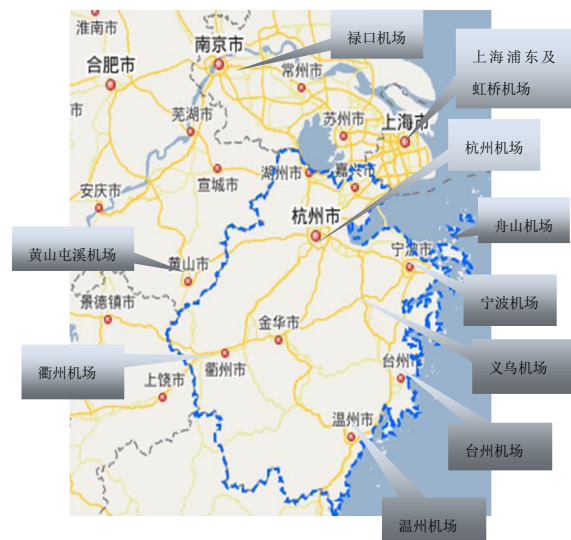 淮南市
南京市
禄口机场
合肥市
常州市
上海浦东及
虹桥机场
市
芜湖市
苏州市
上海市
杭州机场
湖州市
嘉兴市
宣城市
安庆市
杭州市
舟山机场
黄山屯溪机场
黄山市
宁波市
宁波机场
景德镇市
金华市
义乌机场
衢州机场
衢州市
台州市
上饶市
温州市
台州机场
温州机场